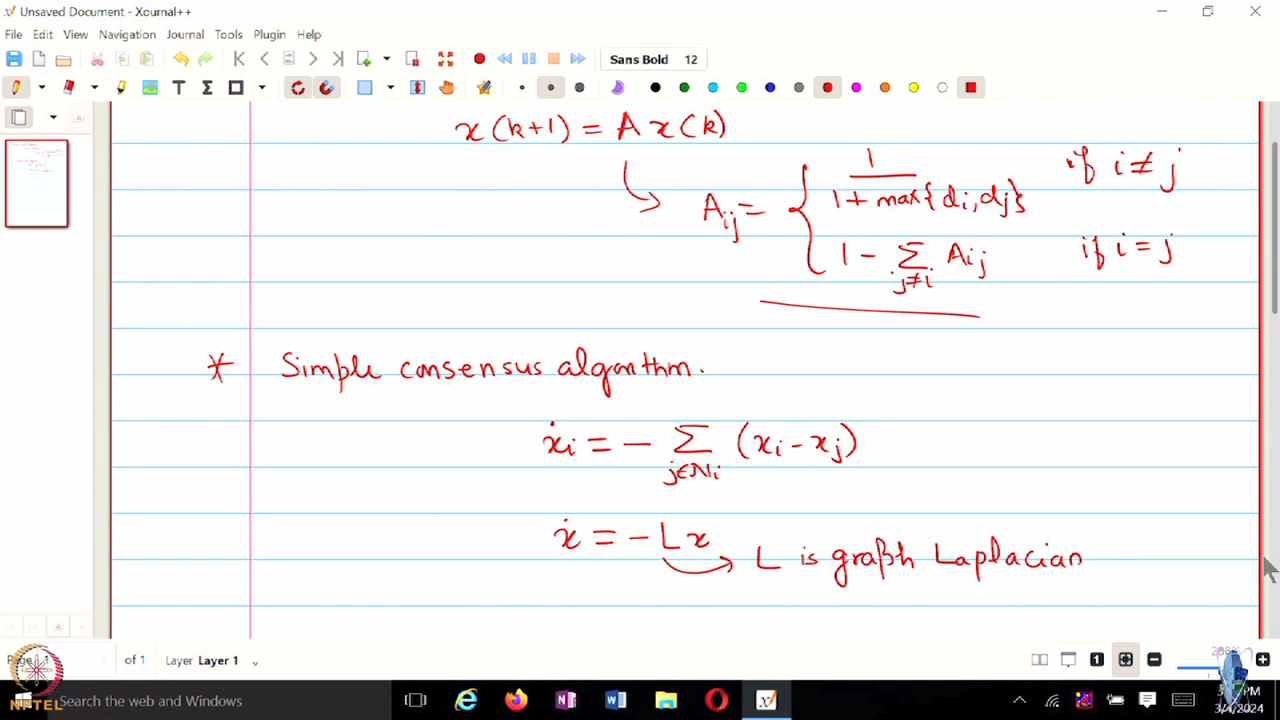 Unsaved Document - Xournal++
File Edit View Navigation Journal Tools Plugin Help
Sans Bold 12
x(k+1) = A x(k)
A_ij = { 1 / (1 + max{d_i, d_j}) if i ≠ j
1 - Σ_{j≠i} A_ij if i = j
* Simple consensus algorithm.
ẋ_i = - Σ_{j∈N_i} (x_i - x_j)
ẋ = - L x
L is graph Laplacian
of 1 Layer Layer 1
NPTEL
Search the web and Windows
3/1/2024